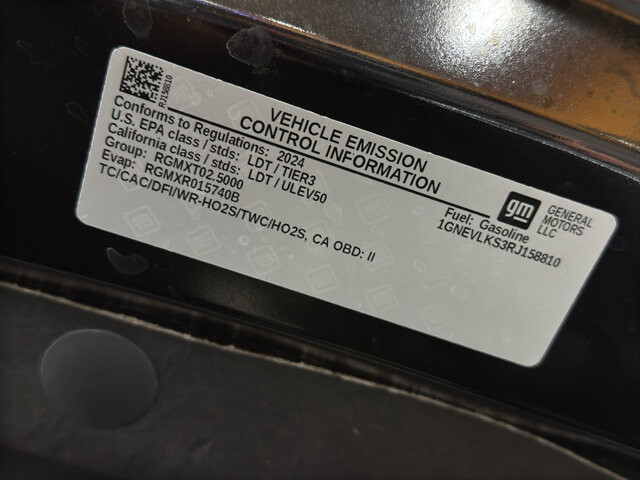 RJ158810
VEHICLE EMISSION
CONTROL INFORMATION
Conforms to Regulations: 2024
U.S. EPA class / stds: LDT / TIER3
California class / stds: LDT / ULEV50
Group: RGMXT02.5000
Evap: RGMXR015740B
TC/CAC/DFI/WR-HO2S/TWC/HO2S, CA OBD: II
Fuel: Gasoline
1GNEVLKS3RJ158810
gm
GENERAL
MOTORS
LLC